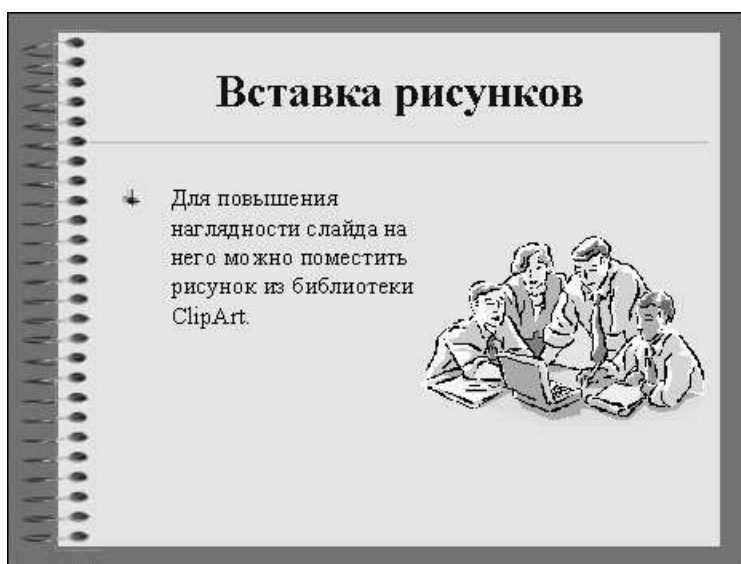 Вставка рисунков
Для повышения
наглядности слайда на
него можно поместить
рисунок из библиотеки
ClipArt.